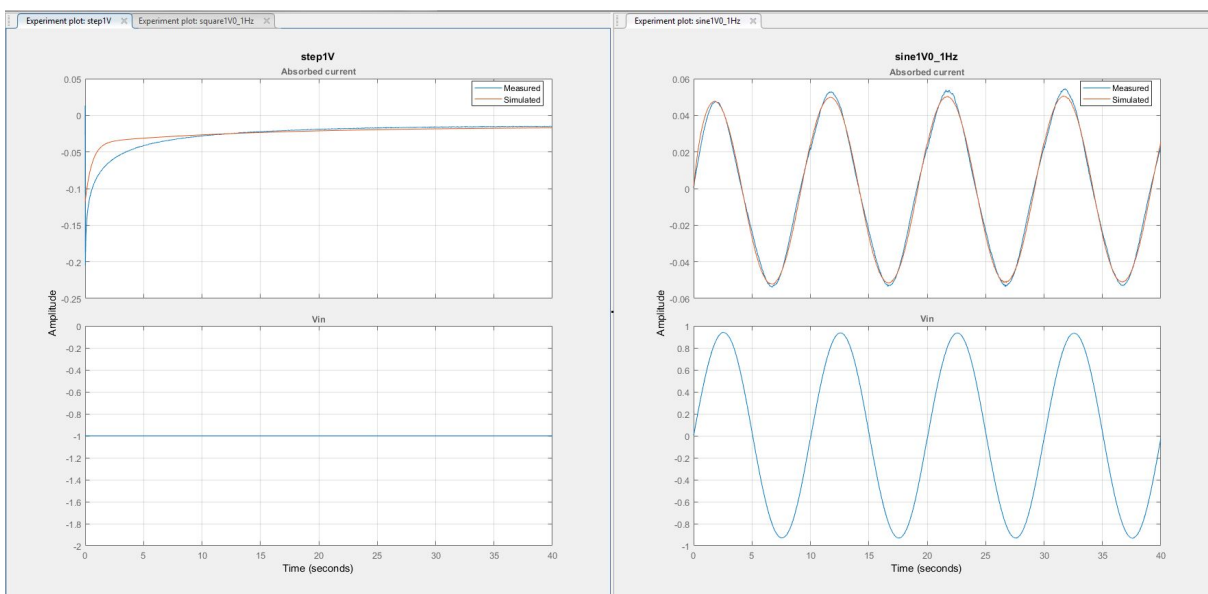 Experiment plot: step1V
Experiment plot: square1V0_1Hz
step1V
Absorbed current
Measured
Simulated
0.05
0
-0.05
-0.1
-0.15
-0.2
-0.25
Amplitude
Vin
0
-0.2
-0.4
-0.6
-0.8
-1
-1.2
-1.4
-1.6
-1.8
-2
0 5 10 15 20 25 30 35 40
Time (seconds)
Experiment plot: sine1V0_1Hz
sine1V0_1Hz
Absorbed current
Measured
Simulated
0.06
0.04
0.02
0
-0.02
-0.04
-0.06
Amplitude
Vin
1
0.8
0.6
0.4
0.2
0
-0.2
-0.4
-0.6
-0.8
-1
0 5 10 15 20 25 30 35 40
Time (seconds)